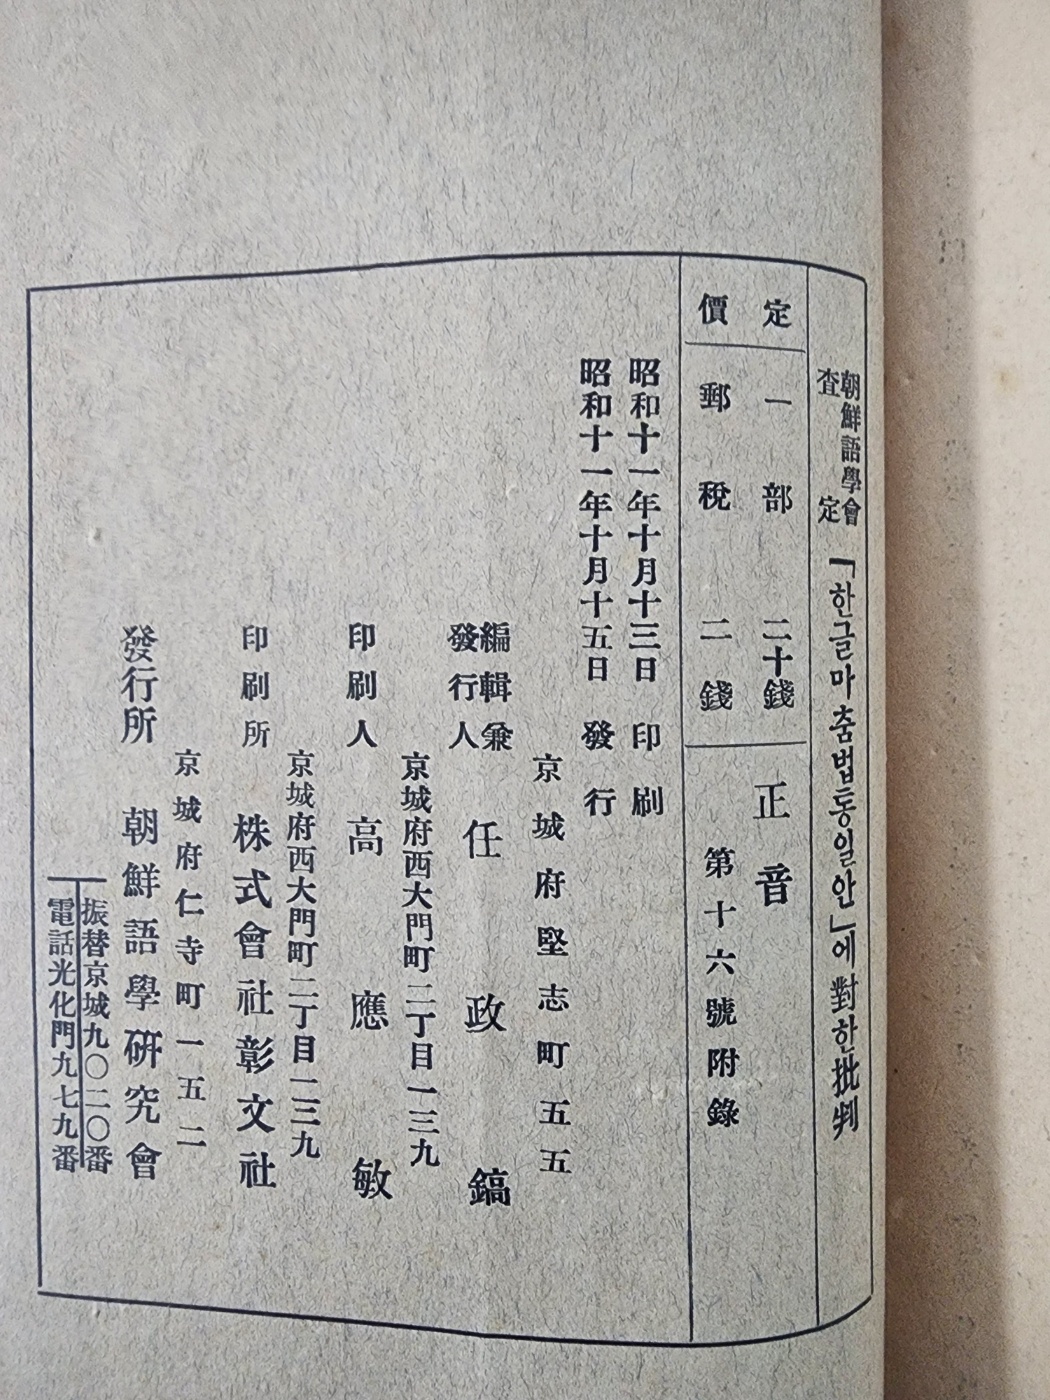 朝鮮語學會
査定
「한글마춤법통일안」에 對한 批判
定價
一部 二十錢
郵稅 二錢
正音
第十六號附錄
昭和十一年十月十三日 印刷
昭和十一年十月十五日 發行
京城府堅志町五五
編輯兼
發行人 任政鎬
京城府西大門町二丁目一三九
印刷人 高應敏
京城府西大門町二丁目一三九
印刷所 株式會社彰文社
京城府仁寺町一五二
發行所 朝鮮語學硏究會
振替京城九〇二〇番
電話光化門九七九番